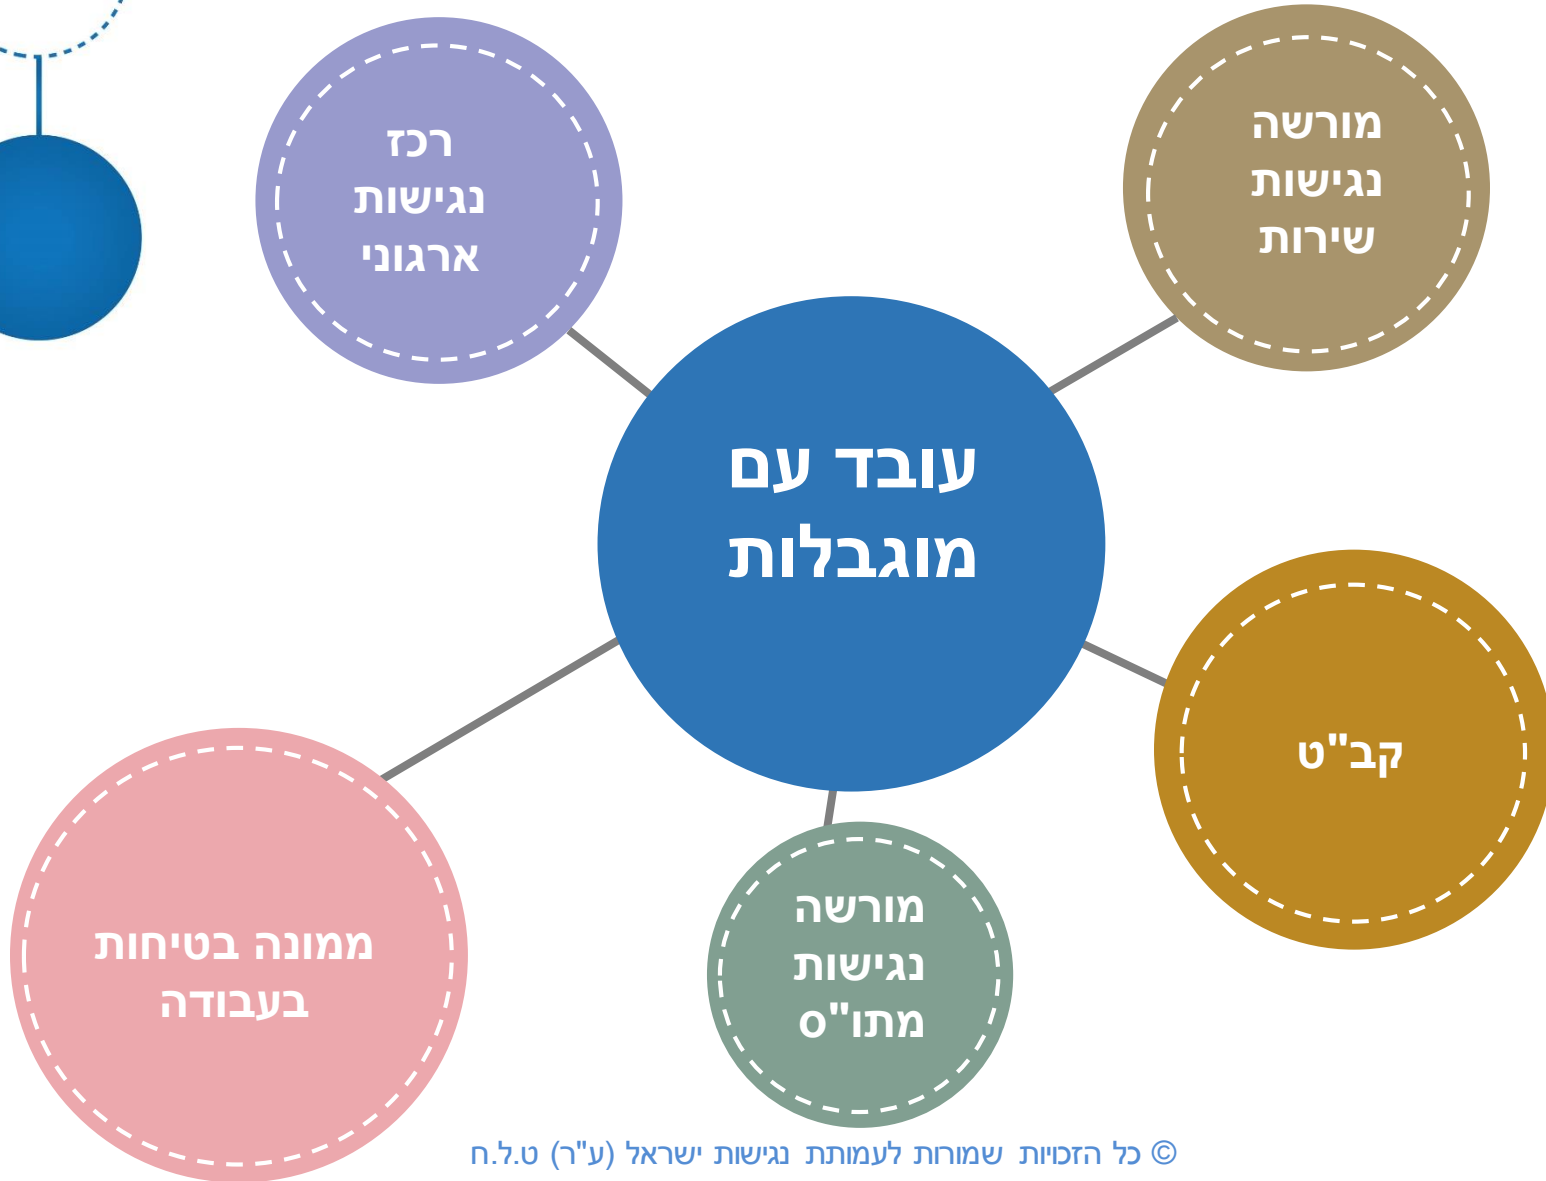 מורשה
נגישות
שירות
רכז
נגישות
ארגוני
עובד עם
מוגבלות
קב"ט
מורשה
נגישות
מתו"ס
ממונה בטיחות
בעבודה
© כל הזכויות שמורות לעמותת נגישות ישראל (ע"ר) ט.ל.ח